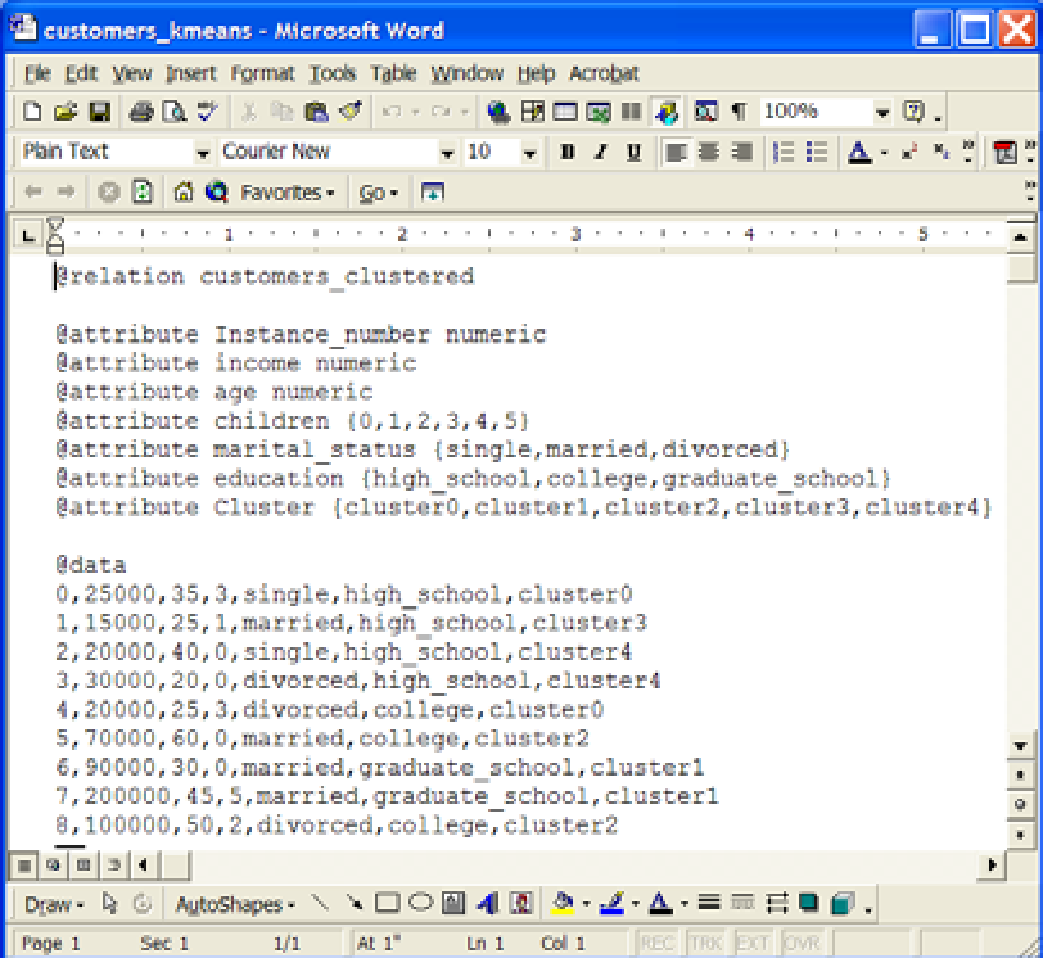 customers_kmeans - Microsoft Word
File Edit View Insert Format Tools Table Window Help Acrobat
100%
Plain Text Courier New 10 B I U A
Favorites Go
1 2 3 4 5
@relation customers_clustered
@attribute Instance_number numeric
@attribute income numeric
@attribute age numeric
@attribute children {0,1,2,3,4,5}
@attribute marital_status {single,married,divorced}
@attribute education {high_school,college,graduate_school}
@attribute Cluster {cluster0,cluster1,cluster2,cluster3,cluster4}
@data
0,25000,35,3,single,high_school,cluster0
1,15000,25,1,married,high_school,cluster3
2,20000,40,0,single,high_school,cluster4
3,30000,20,0,divorced,high_school,cluster4
4,20000,25,3,divorced,college,cluster0
5,70000,60,0,married,college,cluster2
6,90000,30,0,married,graduate_school,cluster1
7,200000,45,5,married,graduate_school,cluster1
8,100000,50,2,divorced,college,cluster2
Draw AutoShapes A
Page 1 Sec 1 1/1 At 1" Ln 1 Col 1 REC TRK EXT OVR